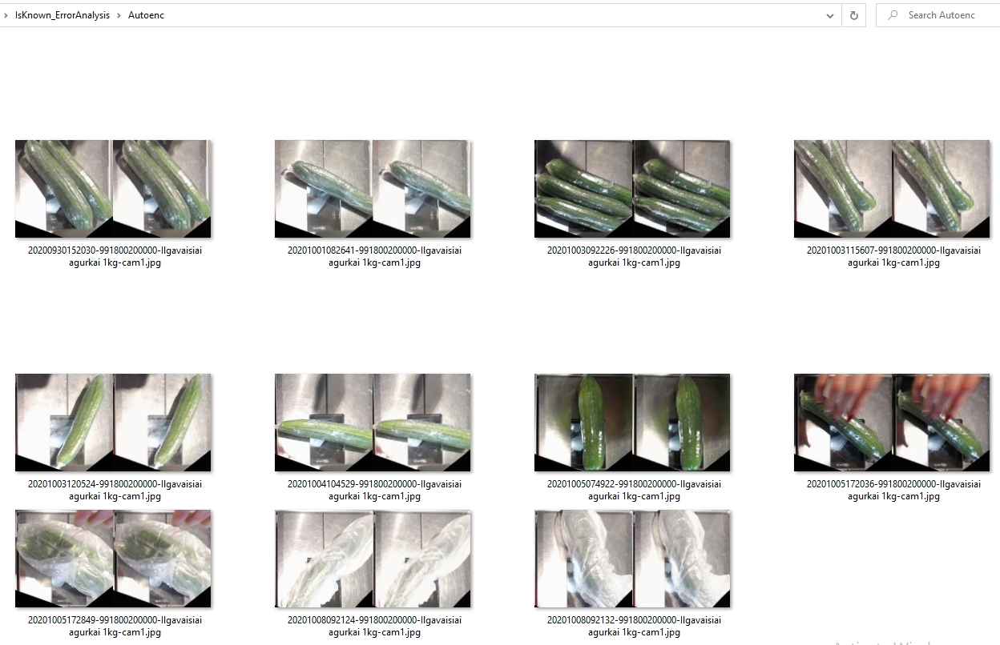 IsKnown_ErrorAnalysis > Autoenc
Search Autoenc
20200930152030-991800200000-Ilgavaisiai
agurkai 1kg-cam1.jpg
20201001082641-991800200000-Ilgavaisiai
agurkai 1kg-cam1.jpg
20201003092226-991800200000-Ilgavaisiai
agurkai 1kg-cam1.jpg
20201003115607-991800200000-Ilgavaisiai
agurkai 1kg-cam1.jpg
20201003120524-991800200000-Ilgavaisiai
agurkai 1kg-cam1.jpg
20201004104529-991800200000-Ilgavaisiai
agurkai 1kg-cam1.jpg
20201005074922-991800200000-Ilgavaisiai
agurkai 1kg-cam1.jpg
20201005172036-991800200000-Ilgavaisiai
agurkai 1kg-cam1.jpg
20201005172849-991800200000-Ilgavaisiai
agurkai 1kg-cam1.jpg
20201008092124-991800200000-Ilgavaisiai
agurkai 1kg-cam1.jpg
20201008092132-991800200000-Ilgavaisiai
agurkai 1kg-cam1.jpg